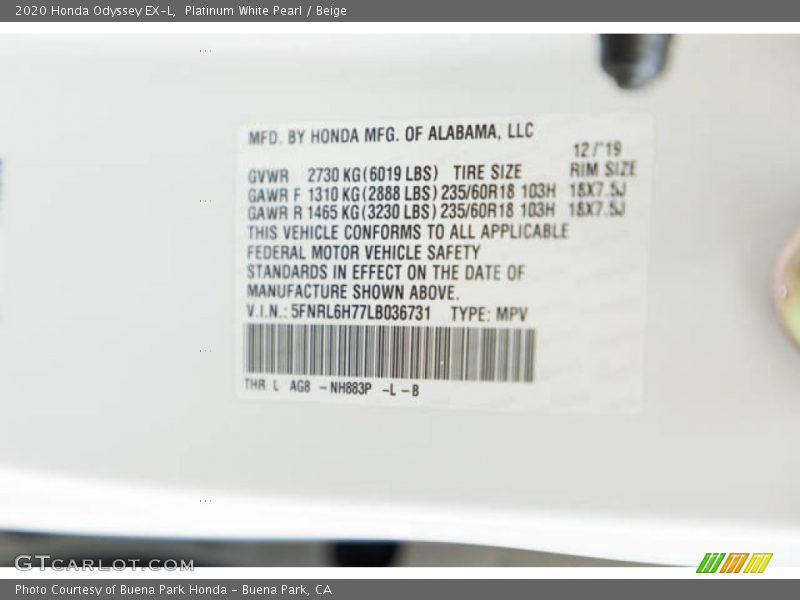 2020 Honda Odyssey EX-L, Platinum White Pearl / Beige
MFD. BY HONDA MFG. OF ALABAMA, LLC
12/'19
GVWR 2730 KG(6019 LBS) TIRE SIZE RIM SIZE
GAWR F 1310 KG(2888 LBS) 235/60R18 103H 18X7.5J
GAWR R 1465 KG(3230 LBS) 235/60R18 103H 18X7.5J
THIS VEHICLE CONFORMS TO ALL APPLICABLE
FEDERAL MOTOR VEHICLE SAFETY
STANDARDS IN EFFECT ON THE DATE OF
MANUFACTURE SHOWN ABOVE.
V.I.N.: 5FNRL6H77LB036731 TYPE: MPV
THR L AG8 -NH883P -L -B
GTCARLOT.COM
Photo Courtesy of Buena Park Honda - Buena Park, CA